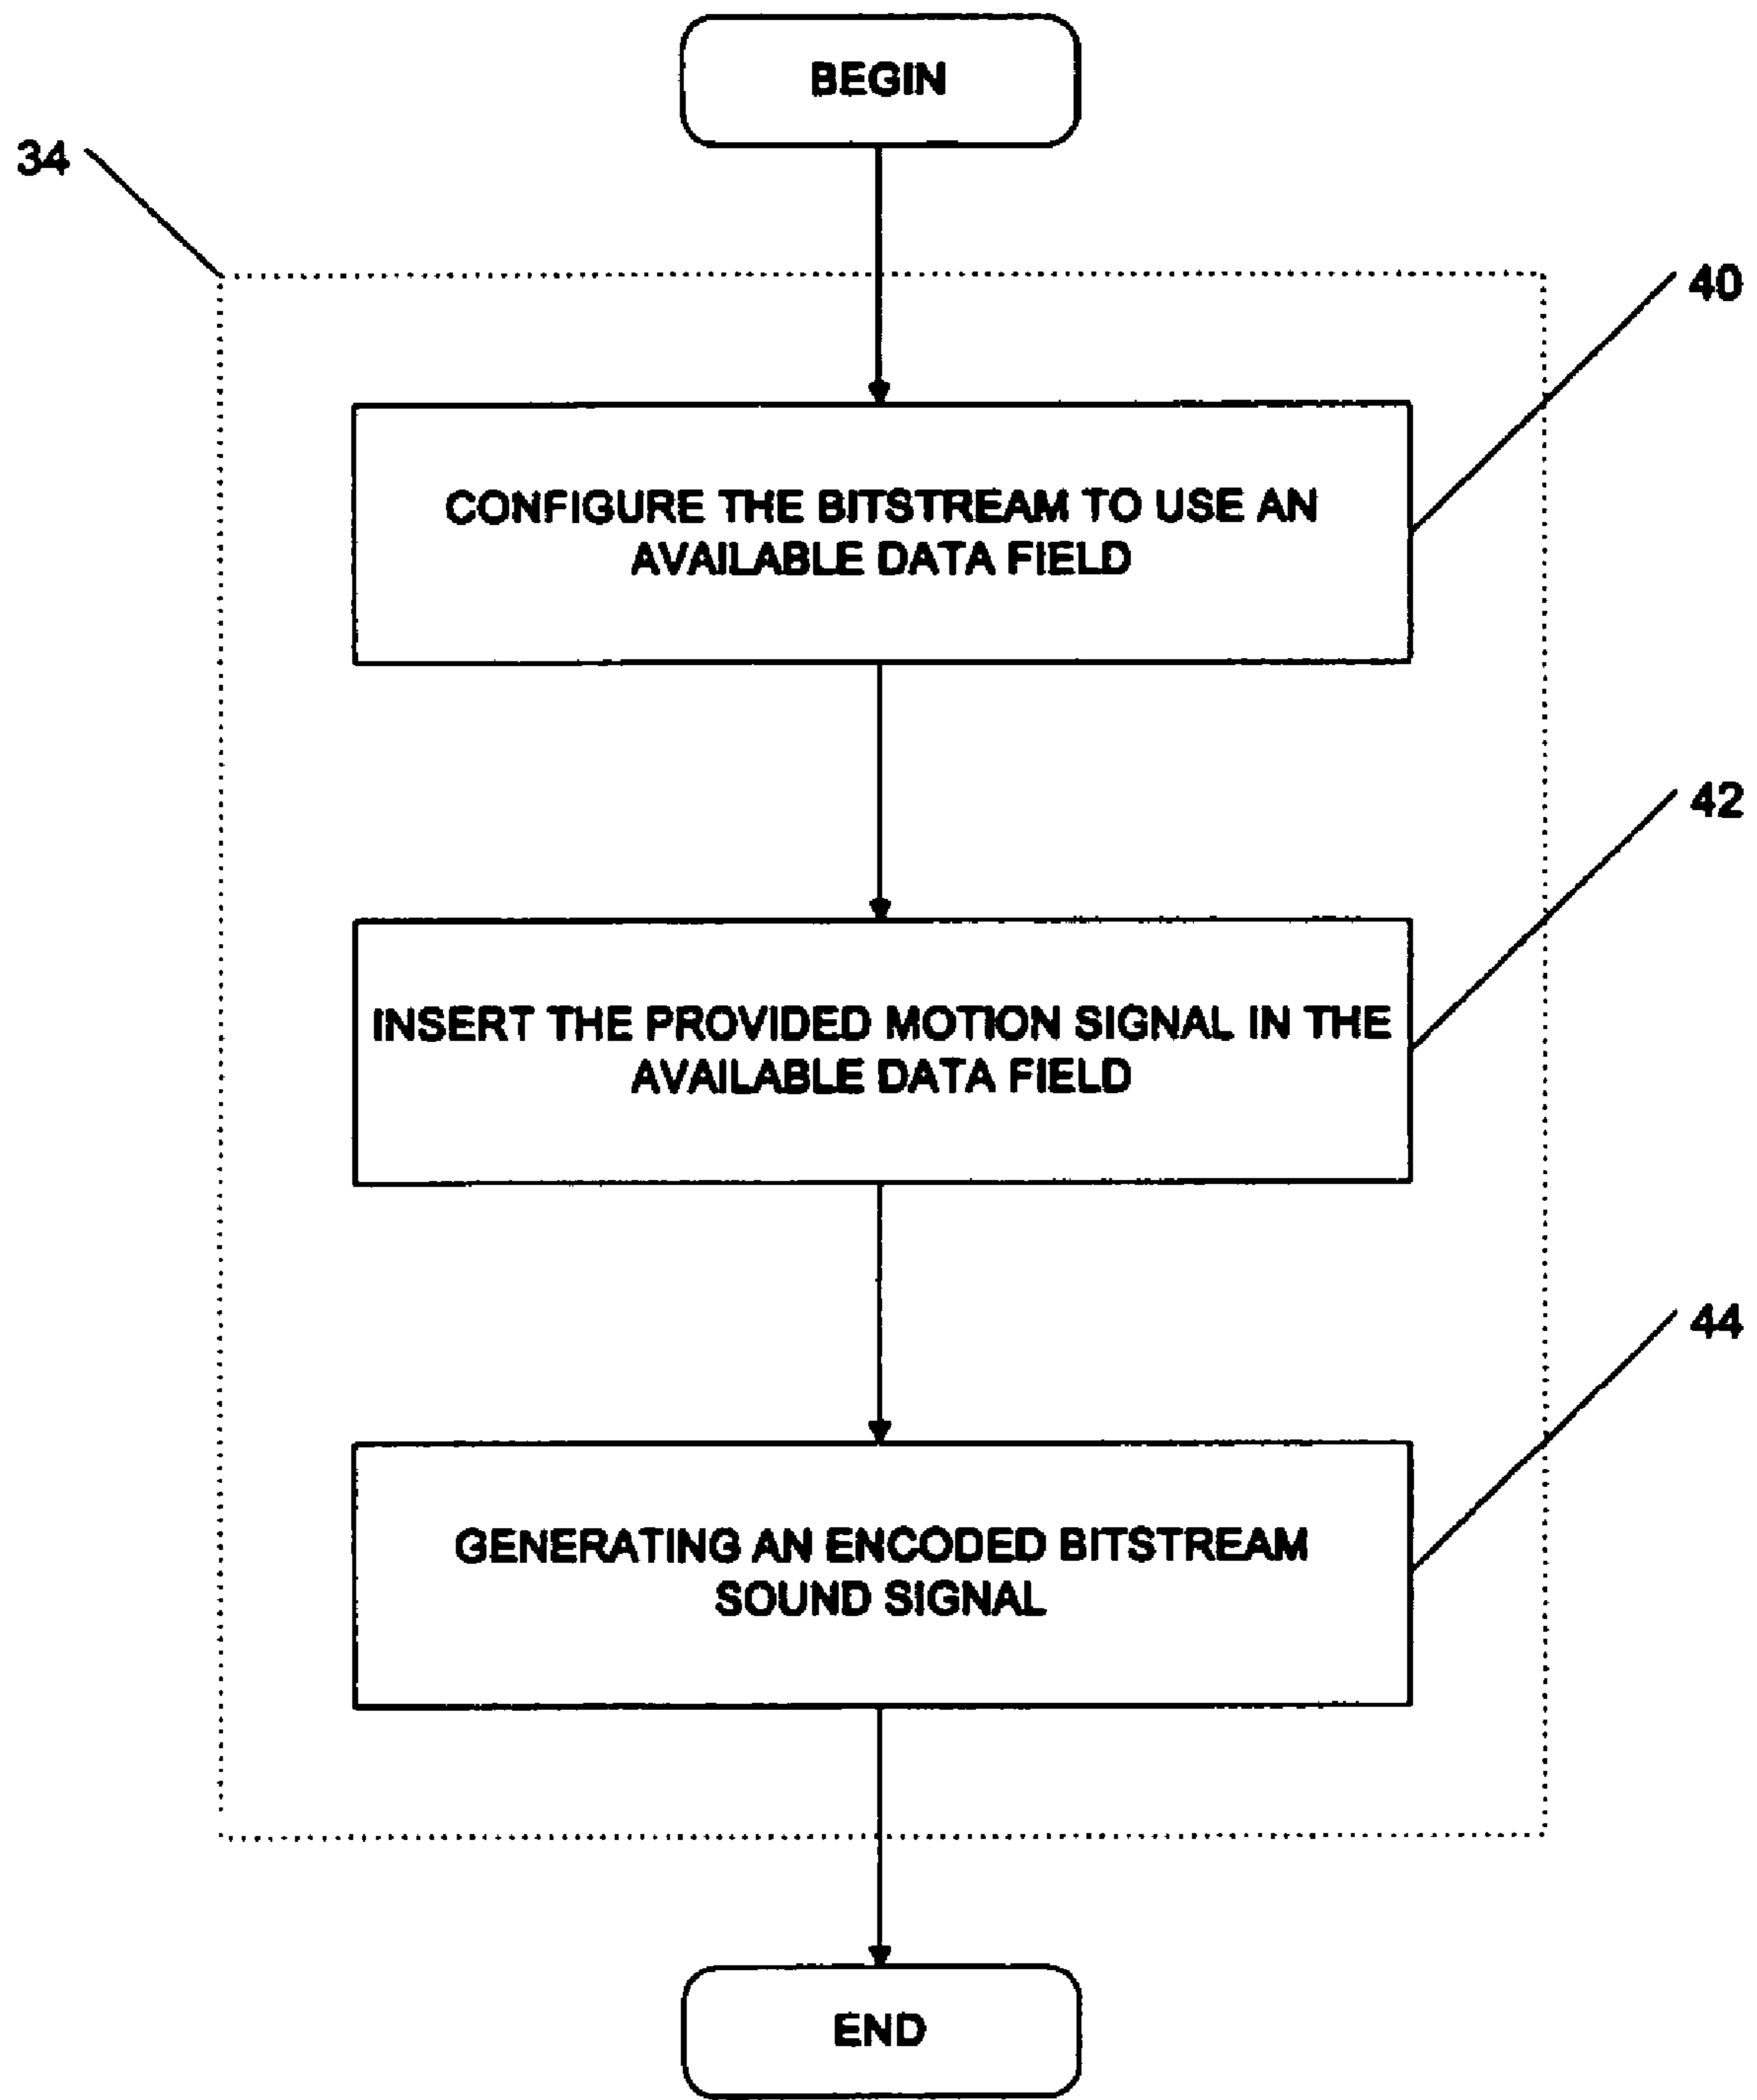 BEGIN
34
40
CONFIGURE THE BITSTREAM TO USE AN
AVAILABLE DATA FIELD
42
INSERT THE PROVIDED MOTION SIGNAL IN THE
AVAILABLE DATA FIELD
44
GENERATING AN ENCODED BITSTREAM
SOUND SIGNAL
END